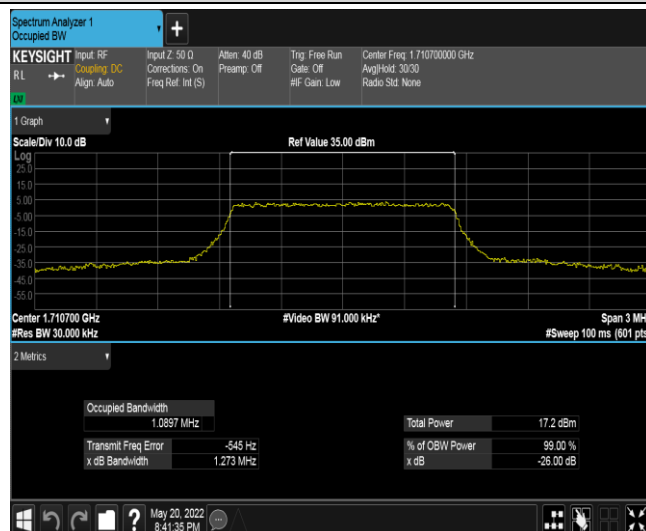 Spectrum Analyzer 1
Occupied BW
+
KEYSIGHT Input: RF Input Z: 50 Ω Atten: 40 dB Trig: Free Run Center Freq: 1.710700000 GHz
RL Coupling: DC Corrections: On Preamp: Off Gate: Off Avg|Hold: 30/30
Align: Auto Freq Ref: Int (S) #IF Gain: Low Radio Std: None
1 Graph
Scale/Div 10.0 dB Ref Value 35.00 dBm
Log
25.0
15.0
5.00
-5.00
-15.0
-25.0
-35.0
-45.0
-55.0
Center 1.710700 GHz #Video BW 91.000 kHz* Span 3 MH
#Res BW 30.000 kHz #Sweep 100 ms (601 pts
2 Metrics
Occupied Bandwidth
1.0897 MHz Total Power 17.2 dBm
Transmit Freq Error -545 Hz % of OBW Power 99.00 %
x dB Bandwidth 1.273 MHz x dB -26.00 dB
? May 20, 2022
8:41:35 PM